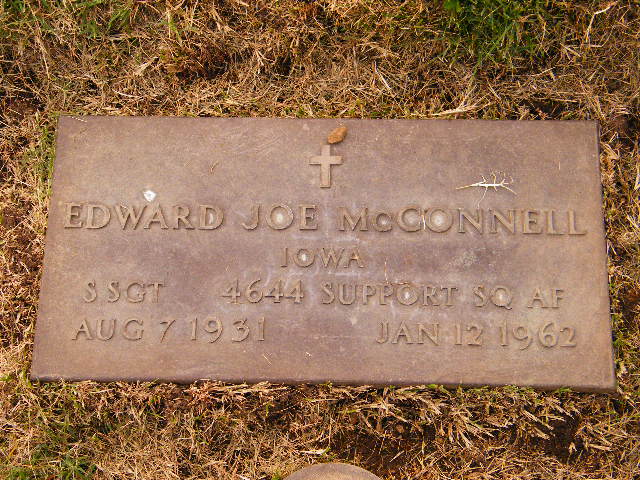 EDWARD JOE McCONNELL
IOWA
S SGT 4644 SUPPORT SQ AF
AUG 7 1931 JAN 12 1962